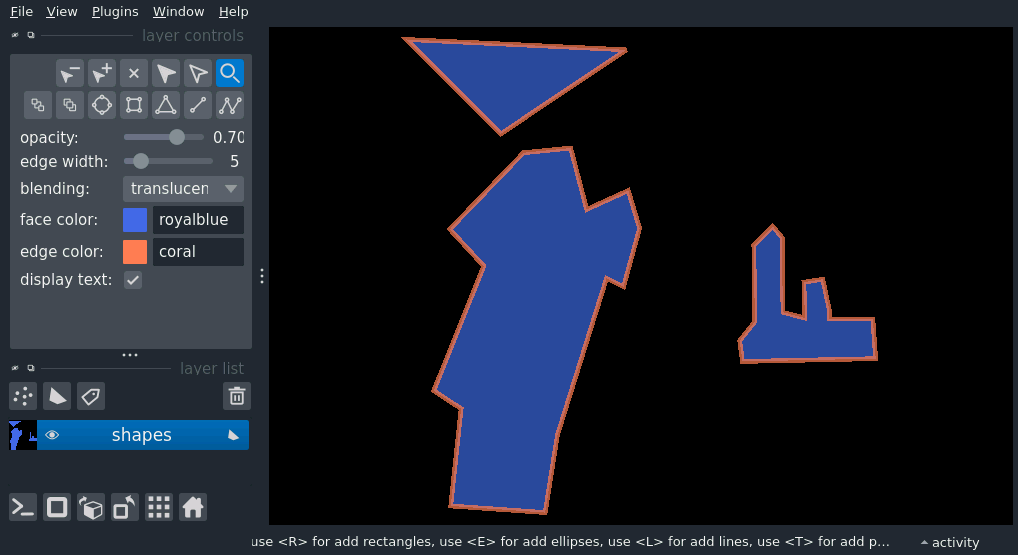 File View Plugins Window Help
layer controls
opacity: 0.70
edge width: 5
blending: translucen
face color: royalblue
edge color: coral
display text:
layer list
shapes
use <R> for add rectangles, use <E> for add ellipses, use <L> for add lines, use <T> for add p...
activity